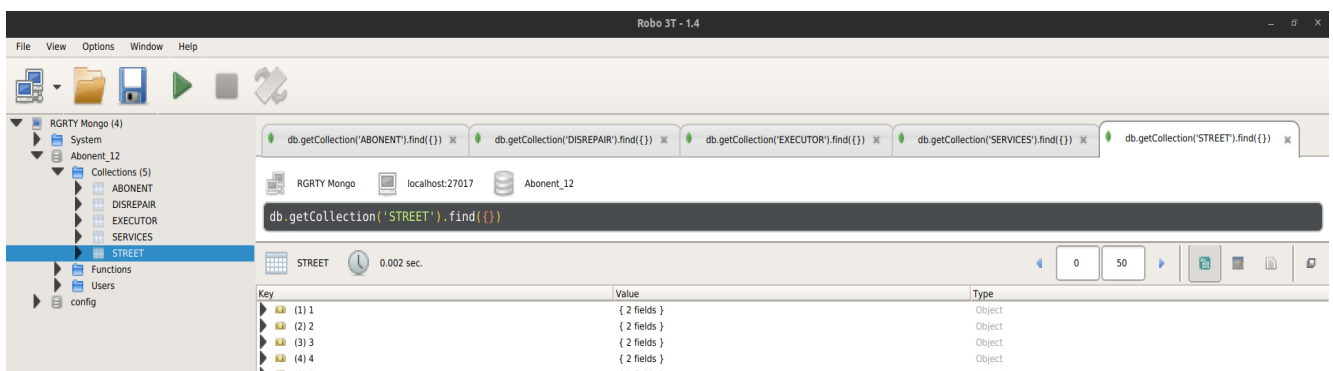 Robo 3T - 1.4
File View Options Window Help
RGRTY Mongo (4)
System
Abonent_12
Collections (5)
ABONENT
DISREPAIR
EXECUTOR
SERVICES
STREET
Functions
Users
config
db.getCollection('ABONENT').find({})
db.getCollection('DISREPAIR').find({})
db.getCollection('EXECUTOR').find({})
db.getCollection('SERVICES').find({})
db.getCollection('STREET').find({})
RGRTY Mongo localhost:27017 Abonent_12
db.getCollection('STREET').find({})
STREET 0.002 sec. 0 50
Key Value Type
(1) 1 { 2 fields } Object
(2) 2 { 2 fields } Object
(3) 3 { 2 fields } Object
(4) 4 { 2 fields } Object